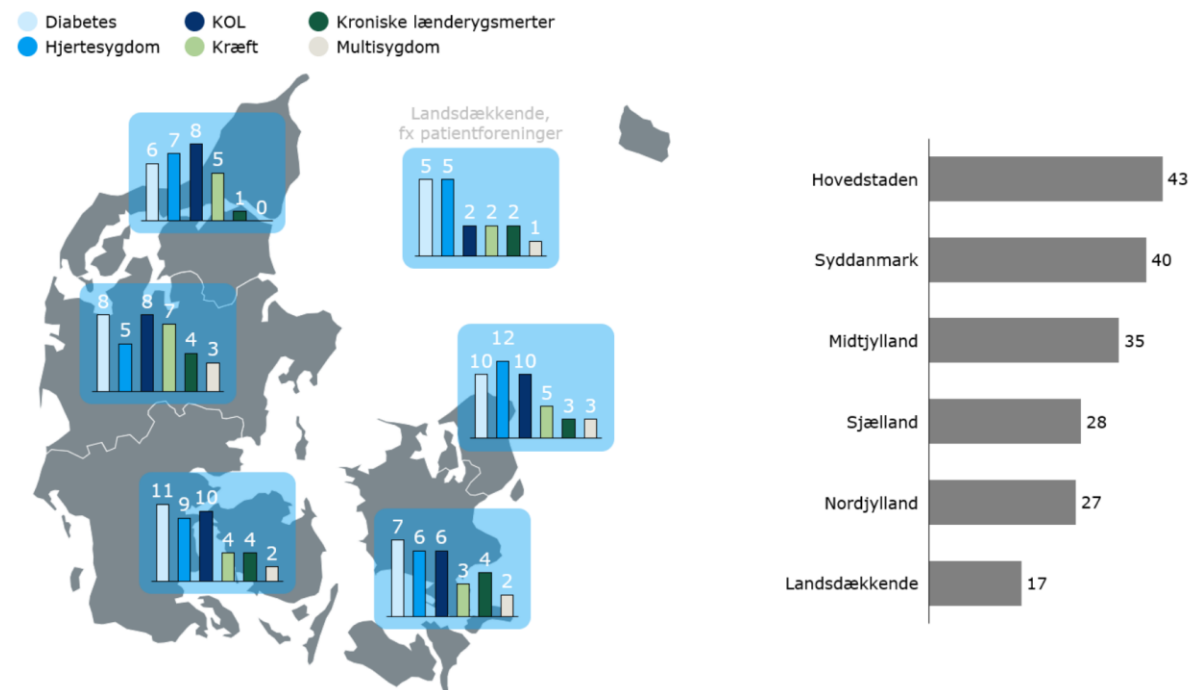 Diabetes KOL Kroniske lænderygsmerter
Hjertesygdom Kræft Multisygdom
Landsdækkende,
fx patientforeninger
6 7 8 5 1 0
5 5 2 2 2 1
8 5 8 7 4 3
10 12 10 5 3 3
11 9 10 4 4 2
7 6 6 3 4 2
Hovedstaden 43
Syddanmark 40
Midtjylland 35
Sjælland 28
Nordjylland 27
Landsdækkende 17